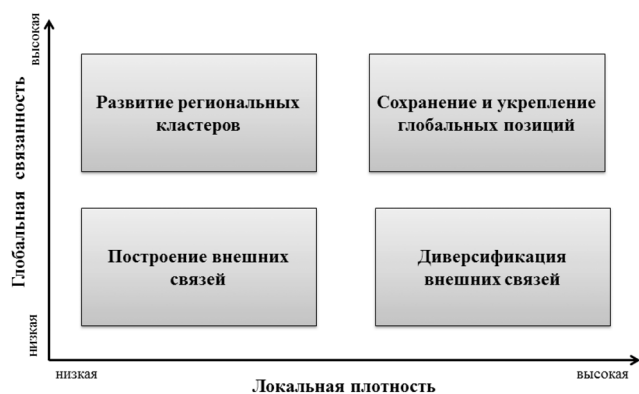 высокая
Глобальная связанность
низкая
Развитие региональных
кластеров
Сохранение и укрепление
глобальных позиций
Построение внешних
связей
Диверсификация
внешних связей
низкая
высокая
Локальная плотность